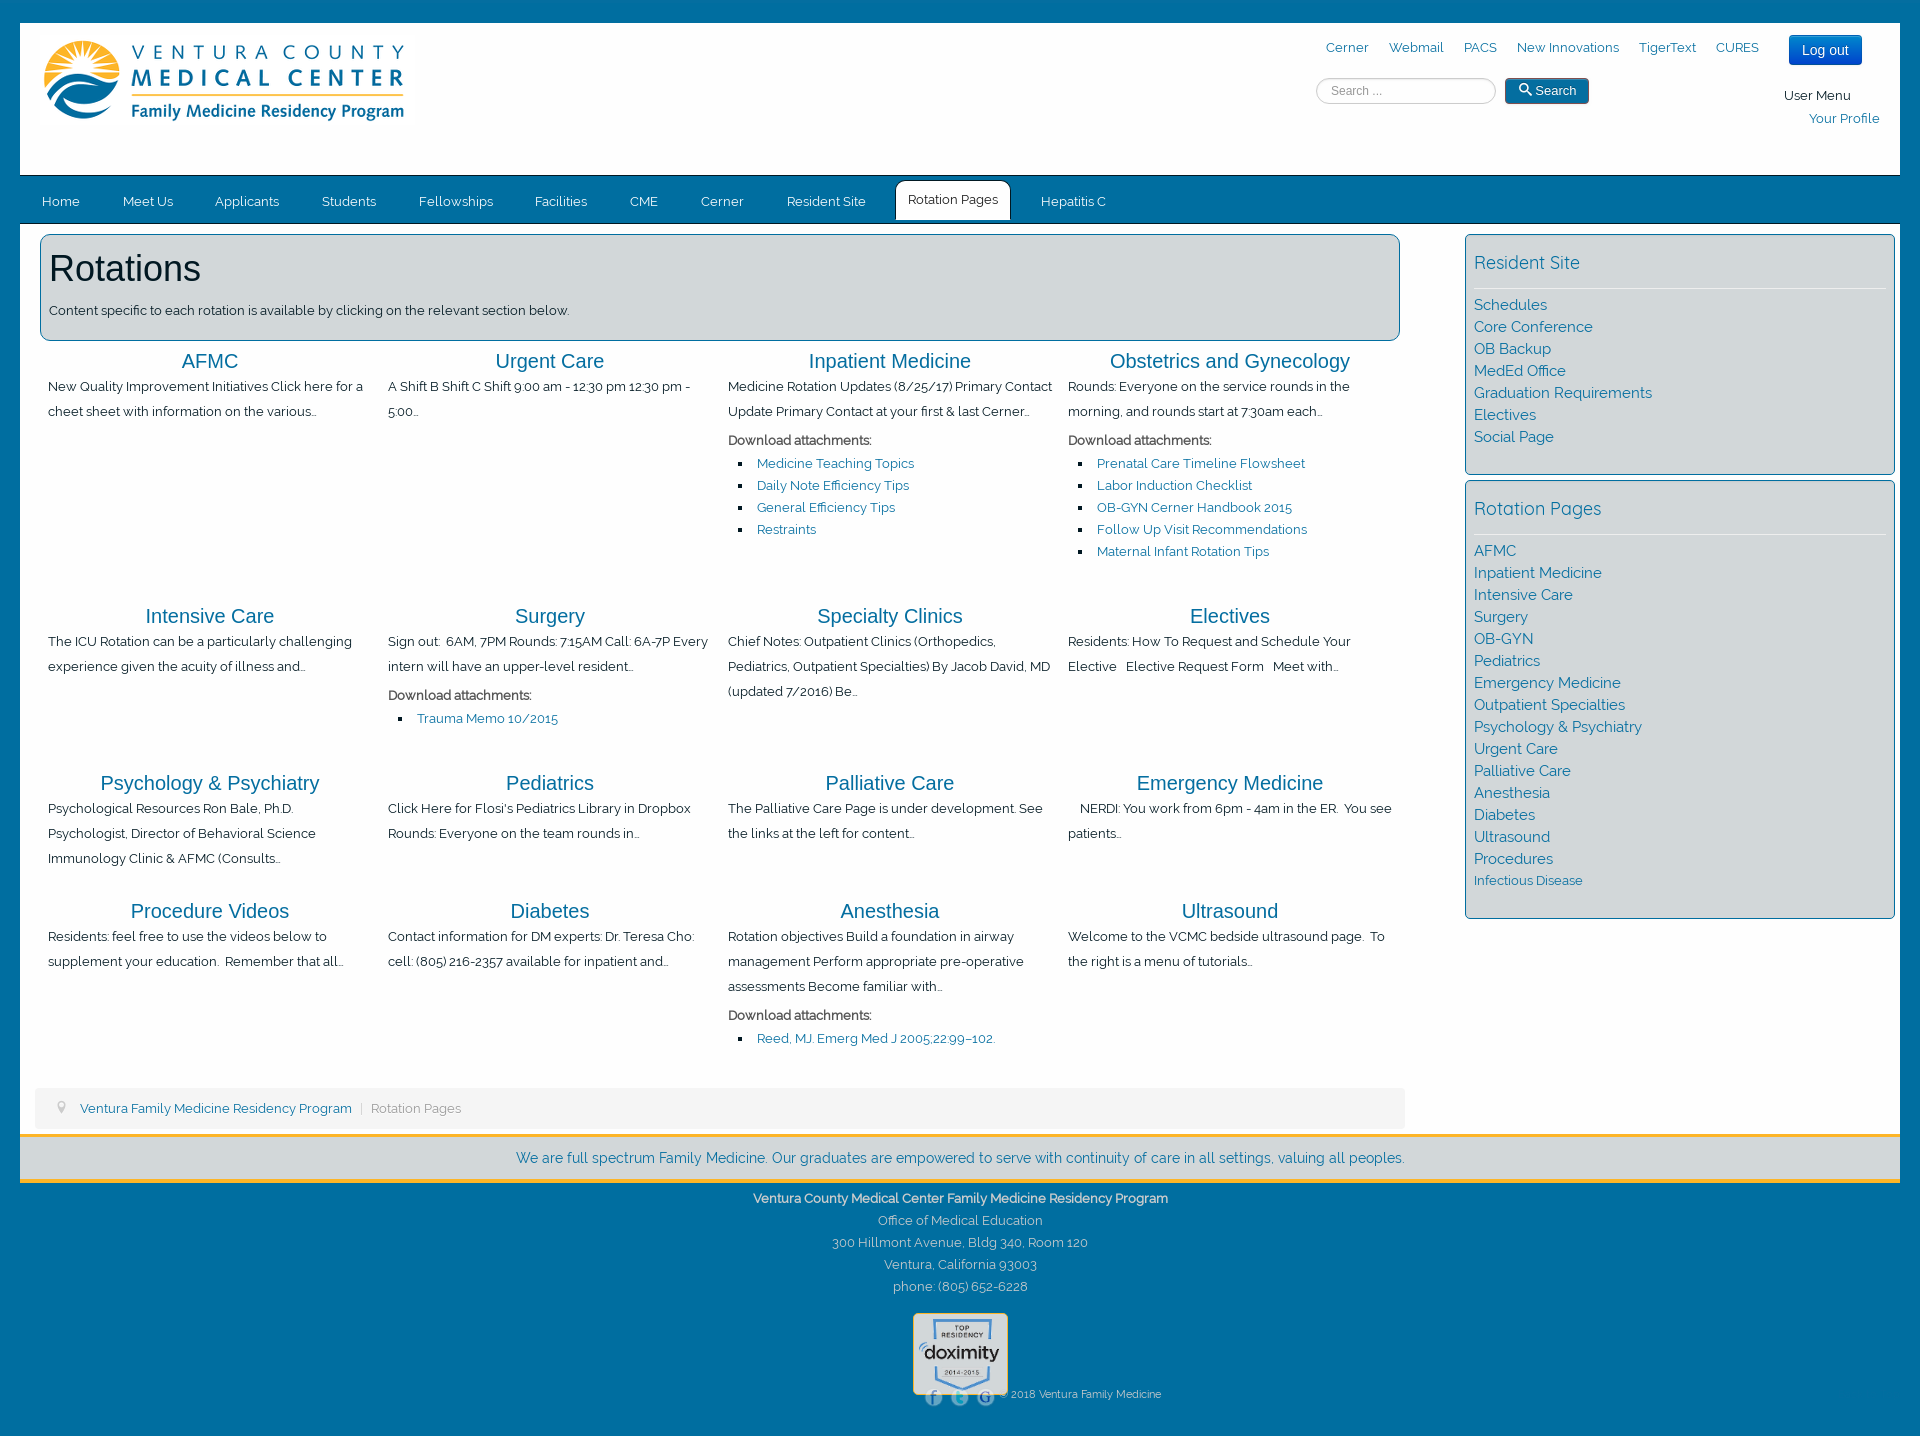 VENTURA COUNTY
MEDICAL CENTER
Family Medicine Residency Program
Cerner Webmail PACS New Innovations TigerText CURES Log out
Search ... Search
User Menu
Your Profile
Home Meet Us Applicants Students Fellowships Facilities CME Cerner Resident Site Rotation Pages Hepatitis C
Rotations
Content specific to each rotation is available by clicking on the relevant section below.
AFMC
New Quality Improvement Initiatives Click here for a
cheet sheet with information on the various...
Urgent Care
A Shift B Shift C Shift 9:00 am - 12:30 pm 12:30 pm -
5:00...
Inpatient Medicine
Medicine Rotation Updates (8/25/17) Primary Contact
Update Primary Contact at your first & last Cerner...
Download attachments:
Medicine Teaching Topics
Daily Note Efficiency Tips
General Efficiency Tips
Restraints
Obstetrics and Gynecology
Rounds: Everyone on the service rounds in the
morning, and rounds start at 7:30am each...
Download attachments:
Prenatal Care Timeline Flowsheet
Labor Induction Checklist
OB-GYN Cerner Handbook 2015
Follow Up Visit Recommendations
Maternal Infant Rotation Tips
Intensive Care
The ICU Rotation can be a particularly challenging
experience given the acuity of illness and...
Surgery
Sign out: 6AM, 7PM Rounds: 7:15AM Call: 6A-7P Every
intern will have an upper-level resident...
Download attachments:
Trauma Memo 10/2015
Specialty Clinics
Chief Notes: Outpatient Clinics (Orthopedics,
Pediatrics, Outpatient Specialties) By Jacob David, MD
(updated 7/2016) Be...
Electives
Residents: How To Request and Schedule Your
Elective Elective Request Form Meet with...
Psychology & Psychiatry
Psychological Resources Ron Bale, Ph.D.
Psychologist, Director of Behavioral Science
Immunology Clinic & AFMC (Consults...
Pediatrics
Click Here for Flosi's Pediatrics Library in Dropbox
Rounds: Everyone on the team rounds in...
Palliative Care
The Palliative Care Page is under development. See
the links at the left for content...
Emergency Medicine
NERDI: You work from 6pm - 4am in the ER. You see
patients...
Procedure Videos
Residents: feel free to use the videos below to
supplement your education. Remember that all...
Diabetes
Contact information for DM experts: Dr. Teresa Cho:
cell: (805) 216-2357 available for inpatient and...
Anesthesia
Rotation objectives Build a foundation in airway
management Perform appropriate pre-operative
assessments Become familiar with...
Download attachments:
Reed, MJ. Emerg Med J 2005;22:99–102.
Ultrasound
Welcome to the VCMC bedside ultrasound page. To
the right is a menu of tutorials...
Resident Site
Schedules
Core Conference
OB Backup
MedEd Office
Graduation Requirements
Electives
Social Page
Rotation Pages
AFMC
Inpatient Medicine
Intensive Care
Surgery
OB-GYN
Pediatrics
Emergency Medicine
Outpatient Specialties
Psychology & Psychiatry
Urgent Care
Palliative Care
Anesthesia
Diabetes
Ultrasound
Procedures
Infectious Disease
Ventura Family Medicine Residency Program | Rotation Pages
We are full spectrum Family Medicine. Our graduates are empowered to serve with continuity of care in all settings, valuing all peoples.
Ventura County Medical Center Family Medicine Residency Program
Office of Medical Education
300 Hillmont Avenue, Bldg 340, Room 120
Ventura, California 93003
phone: (805) 652-6228
TOP
RESIDENCY
doximity
2014-2015
f t G © 2018 Ventura Family Medicine